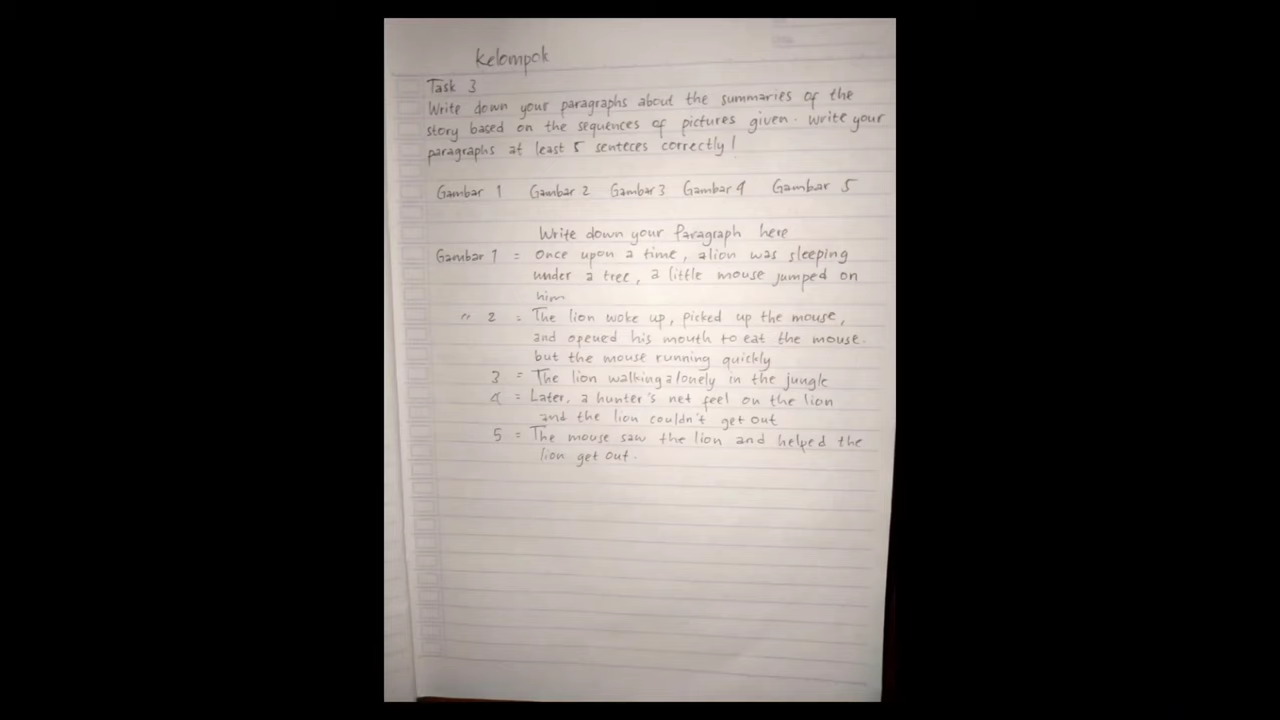 Kelompok
Task 3
Write down your paragraphs about the summaries of the
story based on the sequences of pictures given. Write your
paragraphs at least 5 senteces correctly!
Gambar 1 Gambar 2 Gambar 3 Gambar 4 Gambar 5
Write down your Paragraph here
Gambar 1 = Once upon a time, alion was sleeping
under a tree, a little mouse jumped on
him
" 2 = The lion woke up, picked up the mouse,
and opened his mouth to eat the mouse.
but the mouse running quickly
3 = The lion walking alonely in the jungle
4 = Later, a hunter's net feel on the lion
and the lion couldn't get out
5 = The mouse saw the lion and helped the
lion get out.